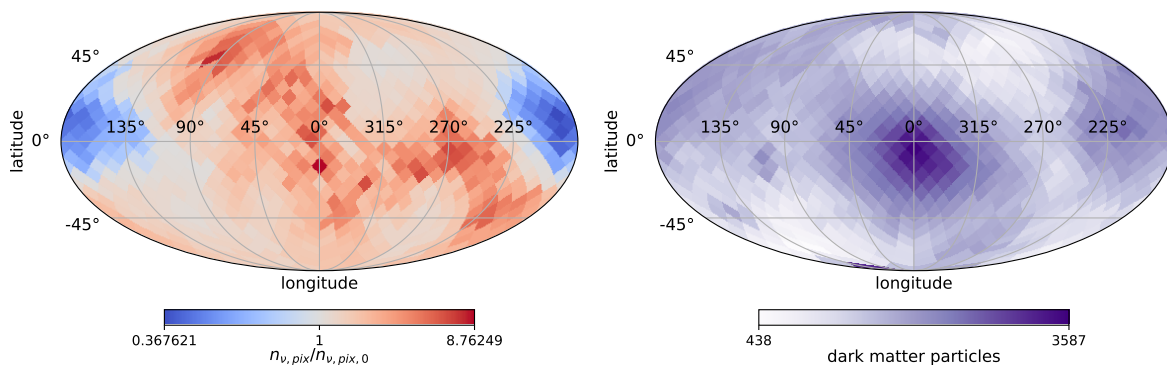 45°
135° 90° 45° 0° 315° 270° 225°
0°
latitude
-45°
longitude
0.367621 1 8.76249
n_{ν,pix}/n_{ν,pix,0}
45°
135° 90° 45° 0° 315° 270° 225°
0°
latitude
-45°
longitude
438 3587
dark matter particles